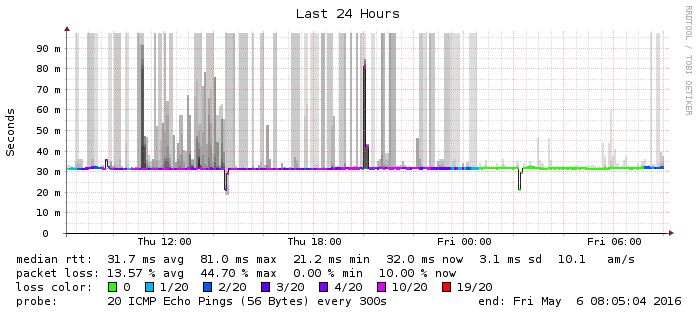 Last 24 Hours
RRDTOOL / TOBI OETIKER
Seconds
90 m
80 m
70 m
60 m
50 m
40 m
30 m
20 m
10 m
0
Thu 12:00 Thu 18:00 Fri 00:00 Fri 06:00
median rtt: 31.7 ms avg 81.0 ms max 21.2 ms min 32.0 ms now 3.1 ms sd 10.1 am/s
packet loss: 13.57 % avg 44.70 % max 0.00 % min 10.00 % now
loss color: 0 1/20 2/20 3/20 4/20 10/20 19/20
probe: 20 ICMP Echo Pings (56 Bytes) every 300s end: Fri May 6 08:05:04 2016